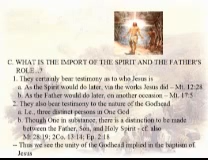 C. WHAT IS THE IMPORT OF THE SPIRIT AND THE FATHER'S
ROLE...?
1. They certainly bear testimony as to who Jesus is
a. As the Spirit would do later, via the works Jesus did – Mt. 12:28
b. As the Father would do later, on another occasion – Mt. 17:5
2. They also bear testimony to the nature of the Godhead
a. I.e., three distinct persons in One God
b. Though One in substance, there is a distinction to be made
between the Father, Son, and Holy Spirit - cf. also
Mt 28:19; 2Co. 13:14; Ep. 2:18
– Thus we see the unity of the Godhead implied in the baptism of
Jesus